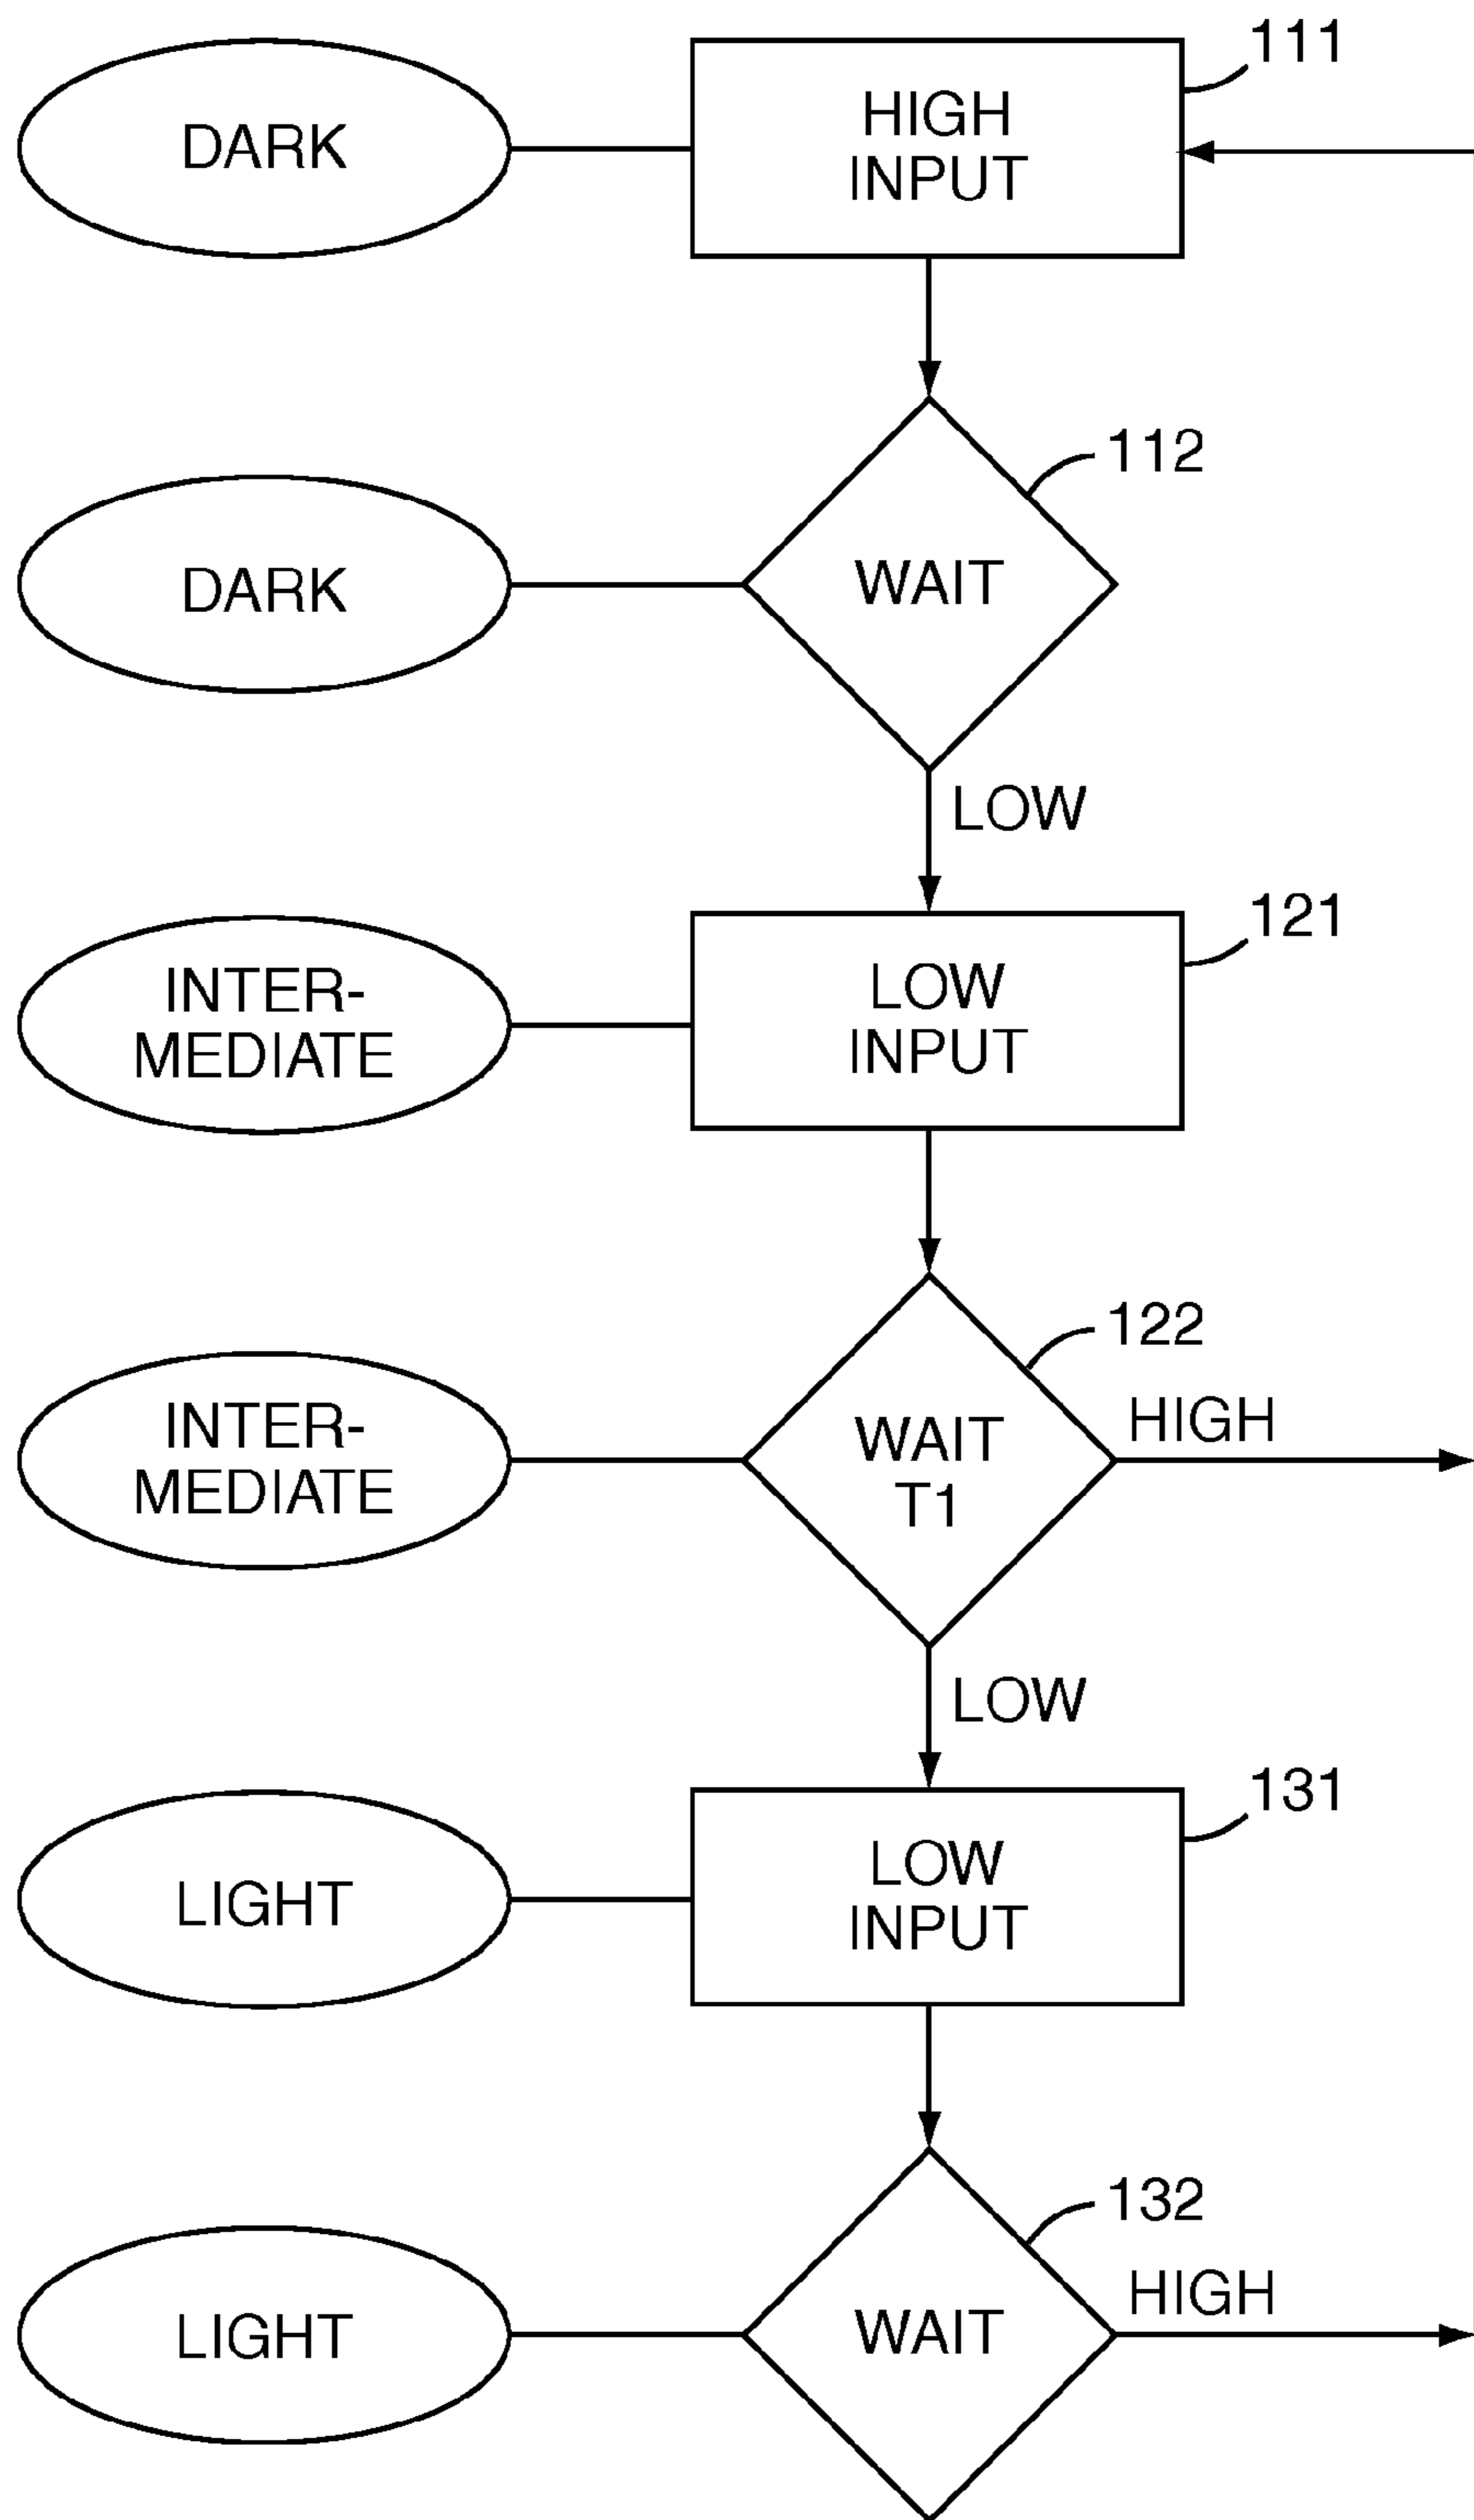 111
DARK
HIGH
INPUT
112
DARK
WAIT
LOW
121
INTER-
MEDIATE
LOW
INPUT
122
INTER-
MEDIATE
WAIT
T1
HIGH
LOW
131
LIGHT
LOW
INPUT
132
LIGHT
WAIT
HIGH